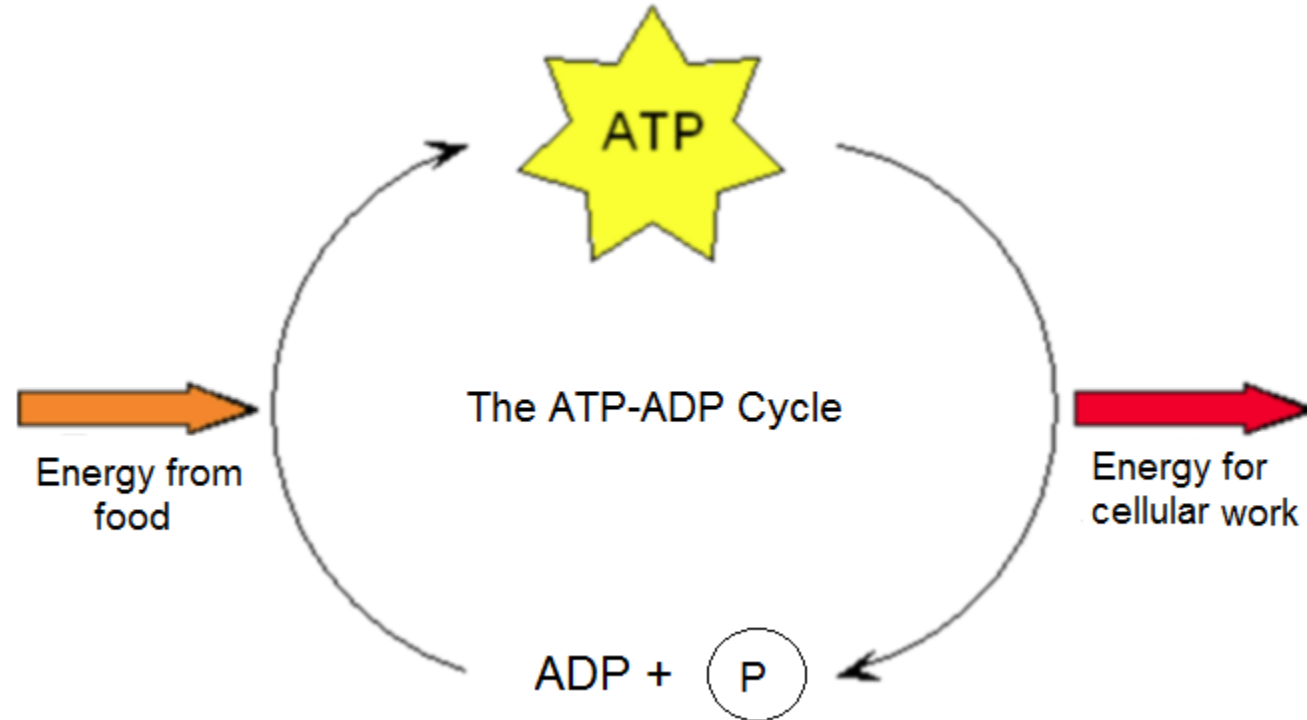 ATP
The ATP-ADP Cycle
Energy from
food
Energy for
cellular work
ADP + P